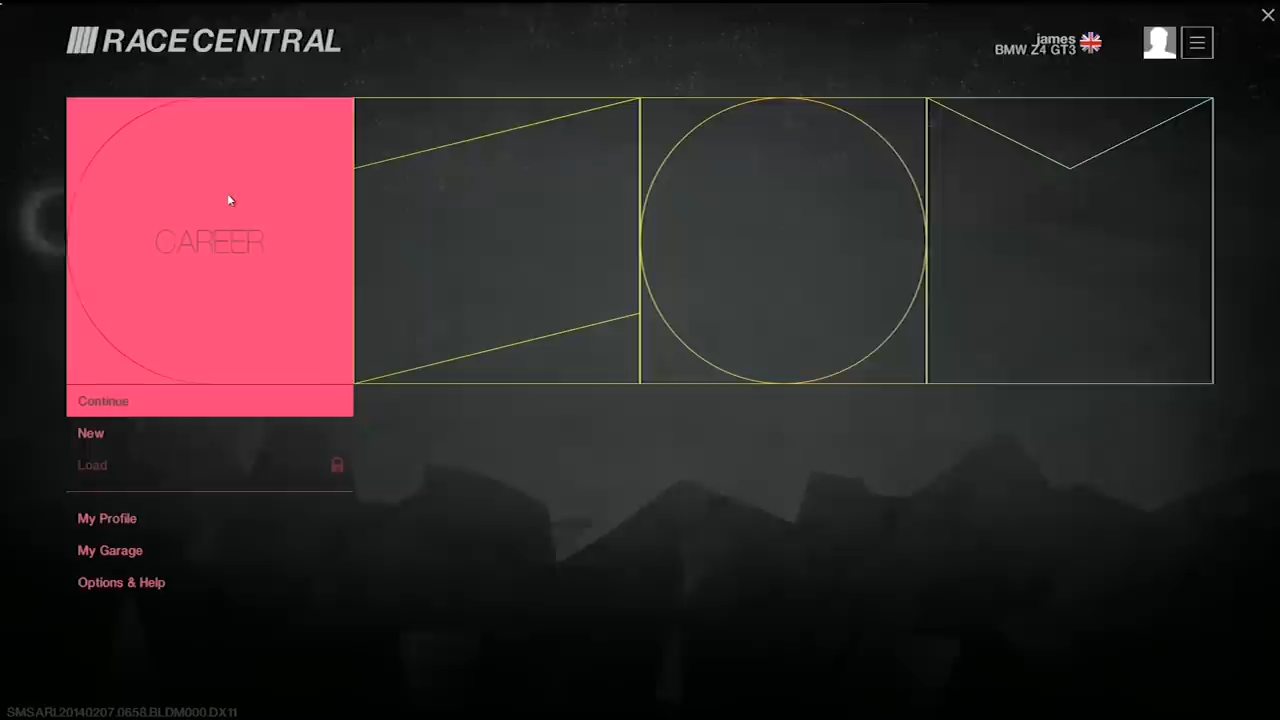 RACE CENTRAL
james
BMW Z4 GT3
CAREER
Continue
New
Load
My Profile
My Garage
Options & Help
SMSARL20140207.0658.BLDM000.DX11